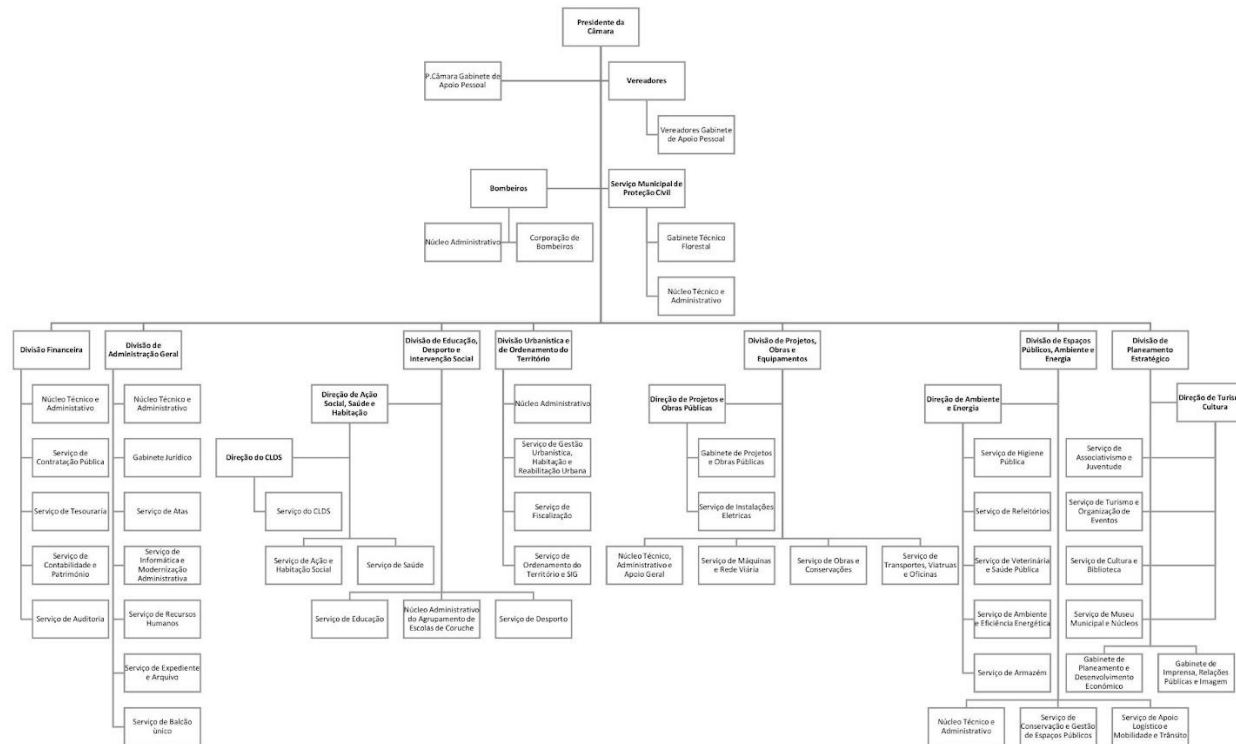 Presidente da
Câmara
P.Câmara Gabinete de
Apoio Pessoal
Vereadores
Vereadores Gabinete
de Apoio Pessoal
Bombeiros
Serviço Municipal de
Proteção Civil
Núcleo Administrativo
Corporação de
Bombeiros
Gabinete Técnico
Florestal
Núcleo Técnico e
Administrativo
Divisão Financeira
Núcleo Técnico e
Administativo
Serviço de
Contratação Pública
Serviço de Tesouraria
Serviço de
Contabilidade e
Património
Serviço de Auditoria
Divisão de
Administração Geral
Núcleo Técnico e
Administrativo
Gabinete Jurídico
Serviço de Atas
Serviço de
Informática e
Modernização
Administrativa
Serviço de Recursos
Humanos
Serviço de Expediente
e Arquivo
Serviço de Balcão
único
Divisão de Educação,
Desporto e
Intervenção Social
Direção de Ação
Social, Saúde e
Habitação
Direção do CLDS
Serviço do CLDS
Serviço de Ação e
Habitação Social
Serviço de Saúde
Serviço de Educação
Núcleo Administrativo
do Agrupamento de
Escolas de Coruche
Serviço de Desporto
Divisão Urbanística e
de Ordenamento do
Território
Núcleo Administrativo
Serviço de Gestão
Urbanística,
Habitação e
Reabilitação Urbana
Serviço de
Fiscalização
Serviço de
Ordenamento do
Território e SIG
Divisão de Projetos,
Obras e
Equipamentos
Direção de Projetos e
Obras Públicas
Gabinete de Projetos
e Obras Públicas
Serviço de Instalações
Eletricas
Núcleo Técnico,
Administrativo e
Apoio Geral
Serviço de Máquinas
e Rede Viária
Serviço de Obras e
Conservações
Serviço de
Transportes, Viatruas
e Oficinas
Divisão de Espaços
Públicos, Ambiente e
Energia
Direção de Ambiente
e Energia
Serviço de Higiene
Pública
Serviço de Refeitórios
Serviço de Veterinária
e Saúde Pública
Serviço de Ambiente
e Eficiência Energética
Serviço de Armazém
Núcleo Técnico e
Administrativo
Serviço de
Conservação e Gestão
de Espaços Públicos
Serviço de Apoio
Logístico e
Mobilidade e Trânsito
Divisão de
Planeamento
Estratégico
Direção de Turism
Cultura
Serviço de
Associativismo e
Juventude
Serviço de Turismo e
Organização de
Eventos
Serviço de Cultura e
Biblioteca
Serviço de Museu
Municipal e Núcleos
Gabinete de
Planeamento e
Desenvolvimento
Económico
Gabinete de
Imprensa, Relações
Públicas e Imagem